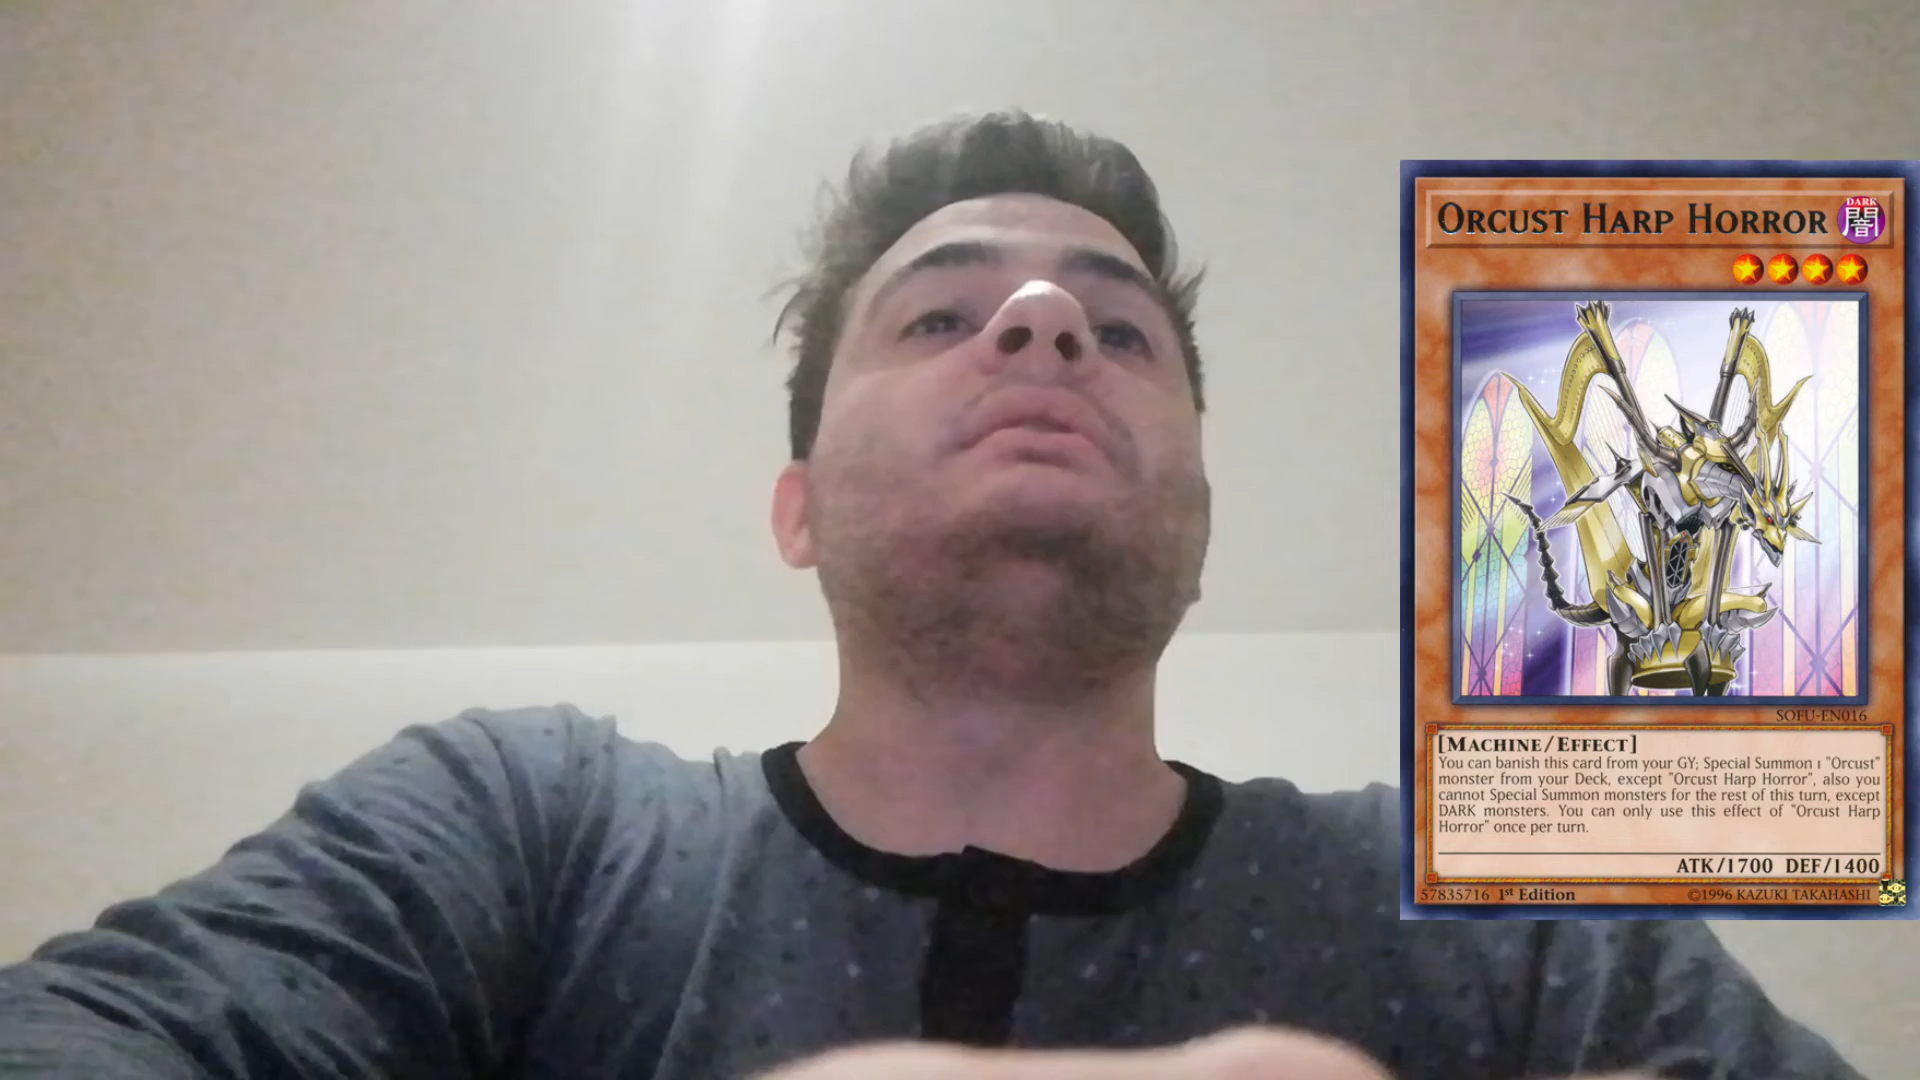 ORCUST HARP HORROR
DARK
闇
SOFU-EN016
[MACHINE/EFFECT]
You can banish this card from your GY; Special Summon 1 "Orcust"
monster from your Deck, except "Orcust Harp Horror", also you
cannot Special Summon monsters for the rest of this turn, except
DARK monsters. You can only use this effect of "Orcust Harp
Horror" once per turn.
ATK/1700 DEF/1400
57835716 1st Edition
©1996 KAZUKI TAKAHASHI